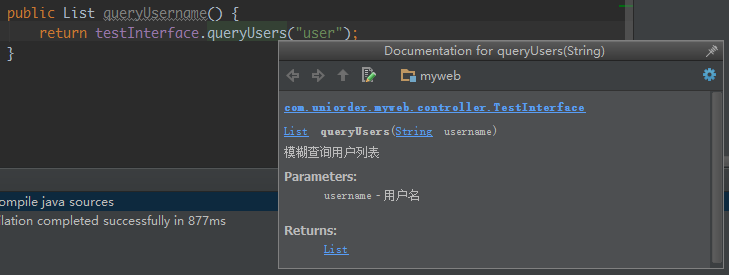 public List queryUsername() {
return testInterface.queryUsers("user");
}
Documentation for queryUsers(String)
myweb
com.uniorder.myweb.controller.TestInterface
List queryUsers(String username)
模糊查询用户列表
Parameters:
username - 用户名
Returns:
List
ompile java sources
ilation completed successfully in 877ms